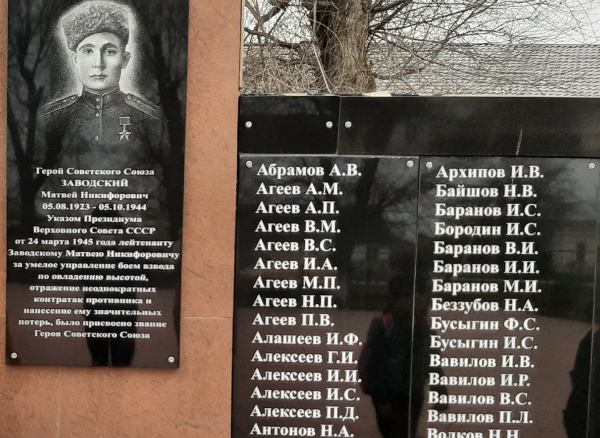 Герой Советского Союза
ЗАВОДСКИЙ
Матвей Никифорович
05.08.1923 - 05.10.1944
Указом Президиума
Верховного Совета СССР
от 24 марта 1945 года лейтенанту
Заводскому Матвею Никифоровичу
за умелое управление боем взвода
по овладению высотой,
отражение неоднократных
контратак противника и
нанесение ему значительных
потерь, было присвоено звание
Героя Советского Союза
Абрамов А.В.
Агеев А.М.
Агеев А.П.
Агеев В.М.
Агеев В.С.
Агеев И.А.
Агеев М.П.
Агеев Н.П.
Агеев П.В.
Алашеев И.Ф.
Алексеев Г.И.
Алексеев И.И.
Алексеев И.С.
Алексеев П.Д.
Антонов Н.А.
Архипов И.В.
Байшов Н.В.
Баранов И.С.
Бородин И.С.
Баранов В.И.
Баранов И.И.
Баранов М.И.
Беззубов Н.А.
Бусыгин Ф.С.
Бусыгин И.С.
Вавилов И.В.
Вавилов И.Р.
Вавилов В.С.
Вавилов П.Л.
Волков Н.Н.